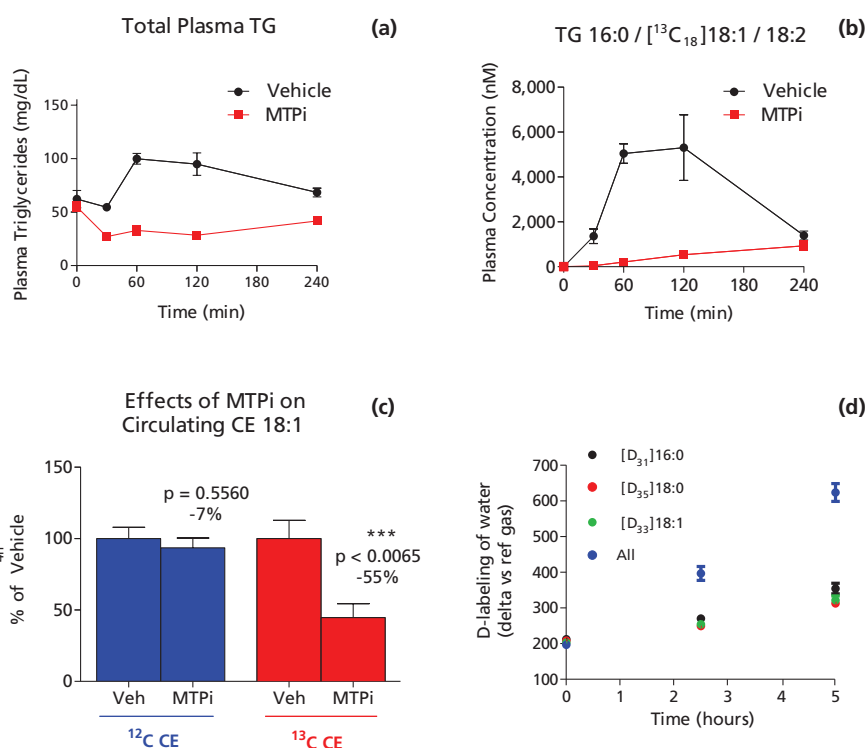 Total Plasma TG
(a)
Vehicle
MTPi
Plasma Triglycerides (mg/dL)
150
100
50
0
0 60 120 180 240
Time (min)
TG 16:0 / [¹³C₁₈]18:1 / 18:2
(b)
Vehicle
MTPi
Plasma Concentration (nM)
8,000
6,000
4,000
2,000
0
0 60 120 180 240
Time (min)
Effects of MTPi on
Circulating CE 18:1
(c)
% of Vehicle
150
100
50
0
p = 0.5560
-7%
***
p < 0.0065
-55%
Veh MTPi Veh MTPi
¹²C CE ¹³C CE
(d)
[D₃₁]16:0
[D₃₅]18:0
[D₃₃]18:1
All
D-labeling of water
(delta vs ref gas)
700
600
500
400
300
200
100
0 1 2 3 4 5
Time (hours)